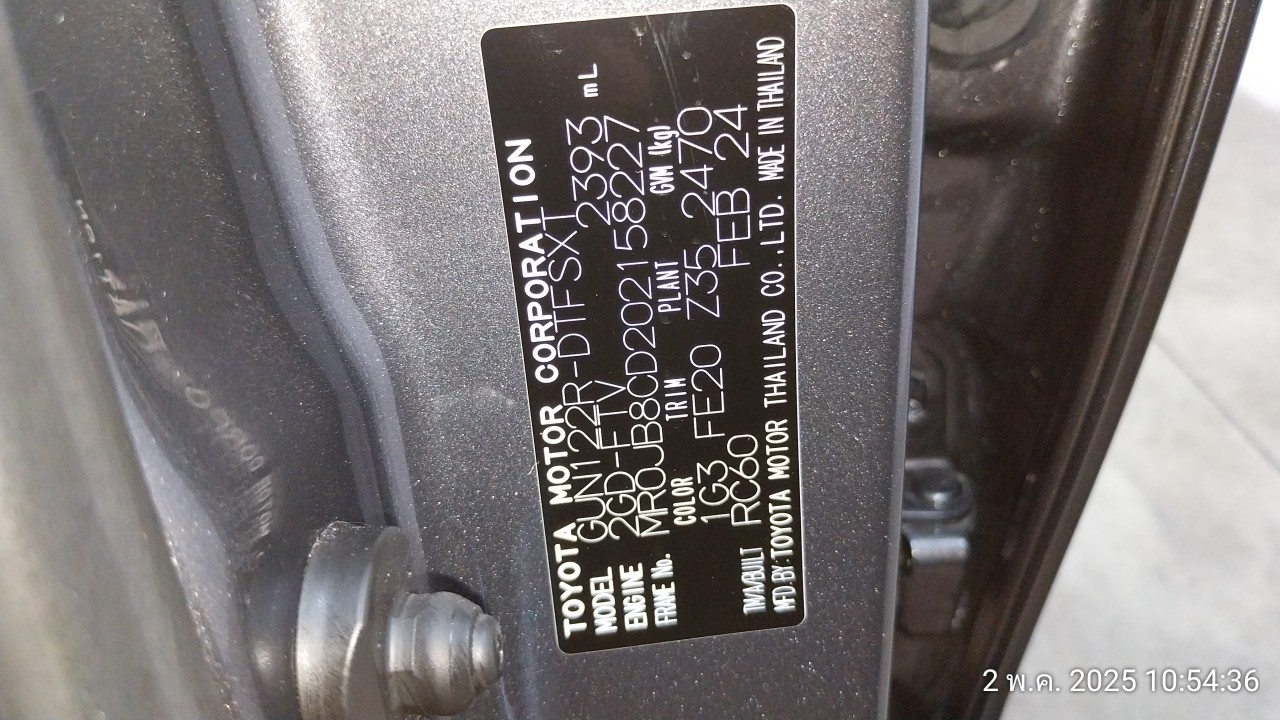 TOYOTA MOTOR CORPORATION
MODEL GUN122R-DTFSXT
ENGINE 2GD-FTV 2393 mL
FRAME No. MR0JB8CD202158227
COLOR TRIM PLANT GVM (kg)
1G3 FE20 Z35 2470
TMA/BUILT RC60 FEB 24
MFD.BY:TOYOTA MOTOR THAILAND CO.,LTD. MADE IN THAILAND
2 พ.ค. 2025 10:54:36